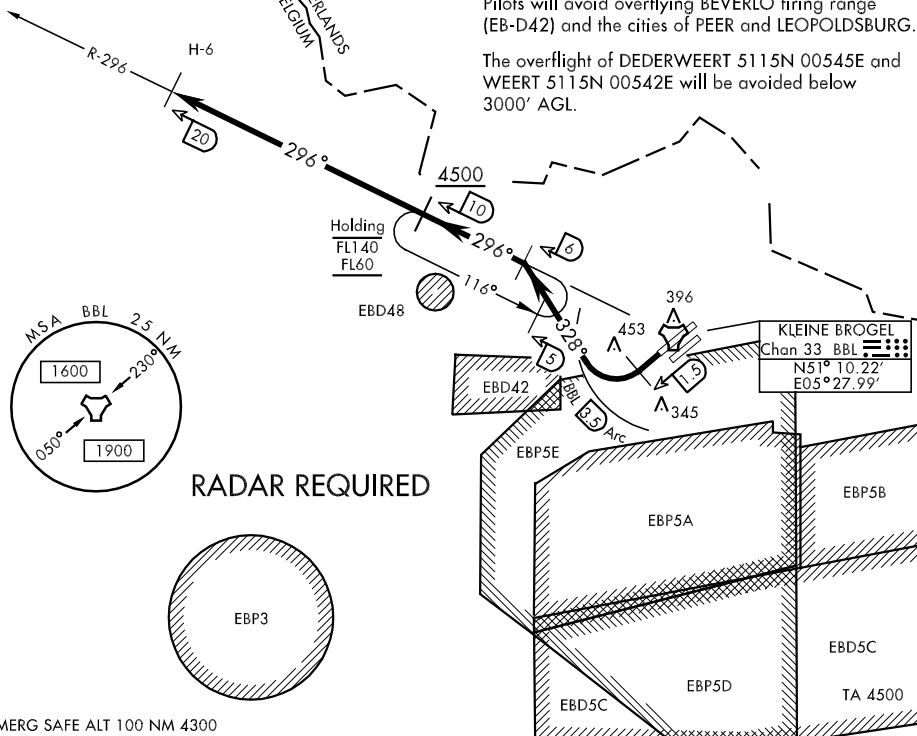 Pilots will avoid overflying BEVERLO firing range
(EB-D42) and the cities of PEER and LEOPOLDSBURG.
The overflight of DEDERWEERT 5115N 00545E and
WEERT 5115N 00542E will be avoided below
3000' AGL.
ERLANDS
BELGIUM
R-296
H-6
20
296°
4500
10
Holding
FL140
FL60
296°
6
116°
EBD48
328°
396
453
5
1.5
345
KLEINE BROGEL
Chan 33 BBL
N51° 10.22'
E05° 27.99'
EBBL 3.5 Arc
EBD42
MSA BBL 25 NM
1600
230°
050°
1900
EBP5E
RADAR REQUIRED
EBP5A
EBP5B
EBP3
EBD5C
EBP5D
EBD5C
TA 4500
MERG SAFE ALT 100 NM 4300